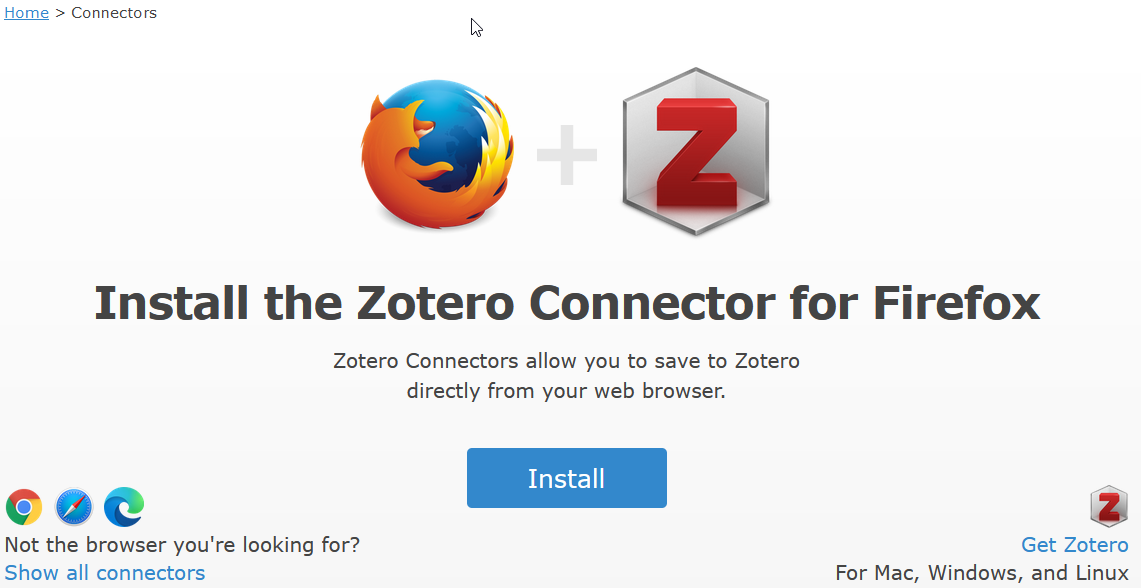 Home > Connectors
Z
Install the Zotero Connector for Firefox
Zotero Connectors allow you to save to Zotero
directly from your web browser.
Install
Not the browser you're looking for?
Show all connectors
Z
Get Zotero
For Mac, Windows, and Linux